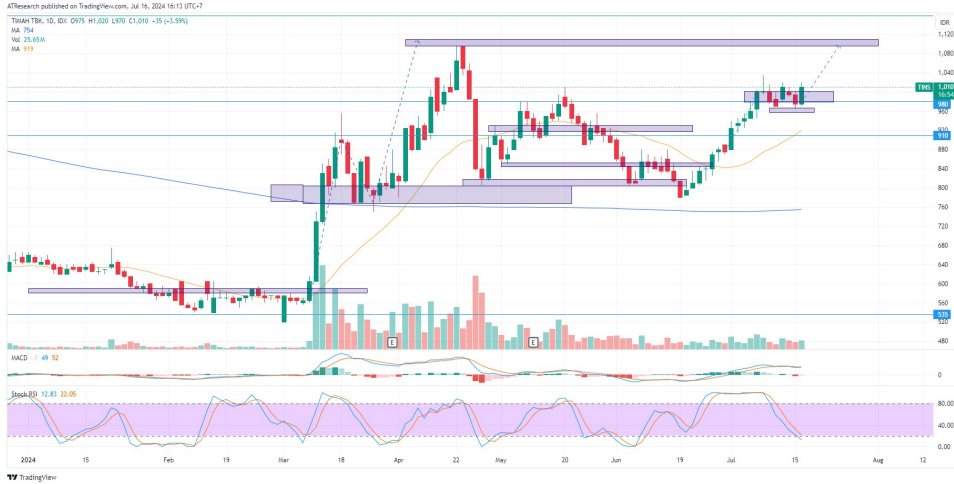 ATResearch published on TradingView.com, Jul 16, 2024 16:13 UTC+7
TIMAH TBK, 1D, IDX O975 H1,020 L970 C1,010 +35 (+3.59%)
MA 754
Vol 25.65M
MA 919
IDR
1,120
1,080
1,040
TINS 1,010
16:54
980
960
930
910
880
840
800
760
720
680
640
600
560
535
520
480
E
E
MACD 49 52
0
Stoch RSI 12.83 22.05
80.00
40.00
0.00
2024 15 Feb 19 Mar 18 Apr 22 May 20 Jun 19 Jul 15 Aug 12
TradingView